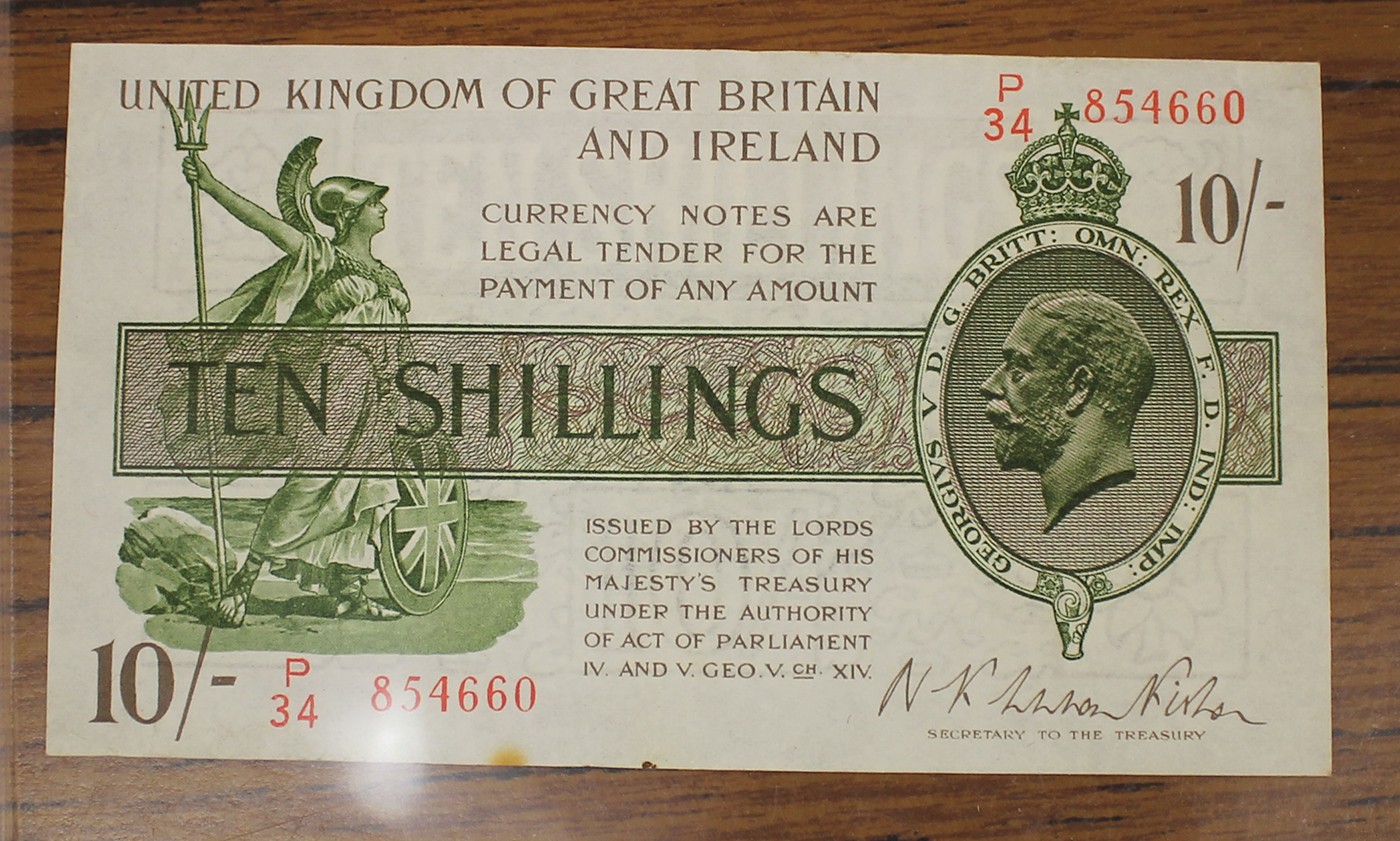 UNITED KINGDOM OF GREAT BRITAIN
AND IRELAND
P
34 854660
10/-
CURRENCY NOTES ARE
LEGAL TENDER FOR THE
PAYMENT OF ANY AMOUNT
GEORGIVS V D. G. BRITT: OMN: REX F. D. IND: IMP:
TEN SHILLINGS
ISSUED BY THE LORDS
COMMISSIONERS OF HIS
MAJESTY'S TREASURY
UNDER THE AUTHORITY
OF ACT OF PARLIAMENT
IV. AND V. GEO. V. CH. XIV.
10/-
P
34 854660
SECRETARY TO THE TREASURY